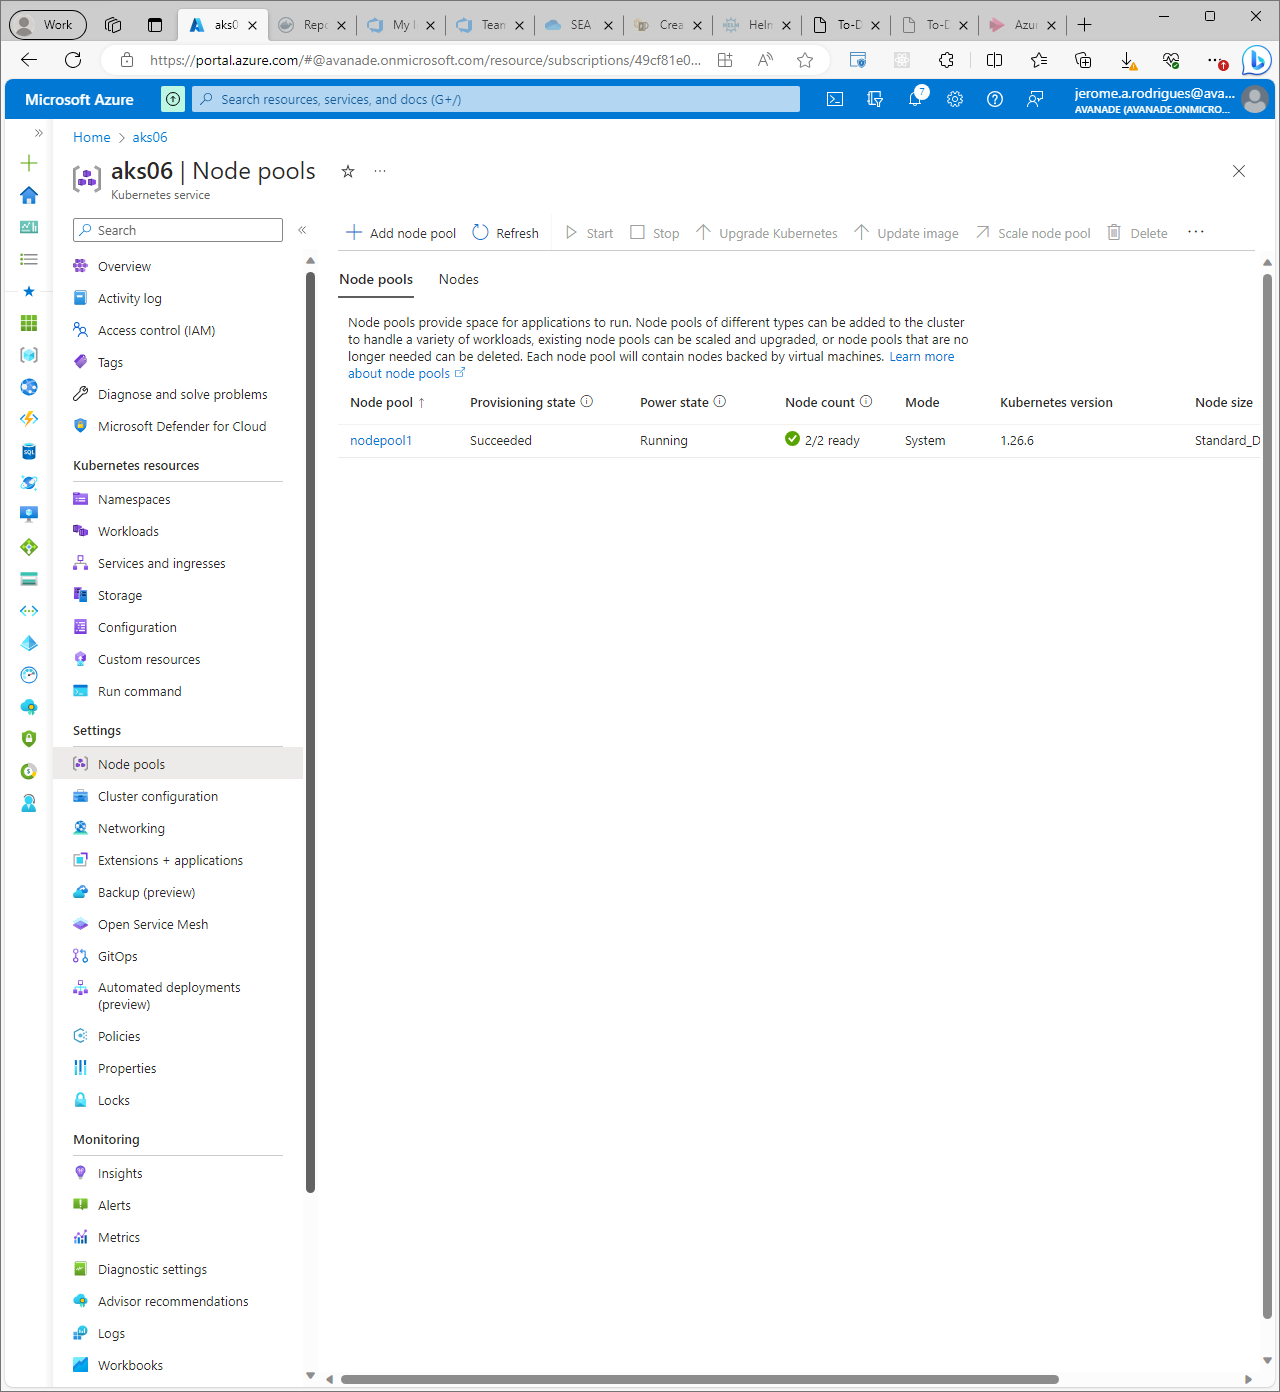 Work
aks0
Repo
My
Team
SEA
Crea
Heln
To-D
To-D
Azur
https://portal.azure.com/#@avanade.onmicrosoft.com/resource/subscriptions/49cf81e0...
Microsoft Azure
Search resources, services, and docs (G+/)
7
jerome.a.rodrigues@ava...
AVANADE (AVANADE.ONMICRO...
Home > aks06
aks06 | Node pools
Kubernetes service
Search
Add node pool
Refresh
Start
Stop
Upgrade Kubernetes
Update image
Scale node pool
Delete
Overview
Activity log
Access control (IAM)
Tags
Diagnose and solve problems
Microsoft Defender for Cloud
Kubernetes resources
Namespaces
Workloads
Services and ingresses
Storage
Configuration
Custom resources
Run command
Settings
Node pools
Cluster configuration
Networking
Extensions + applications
Backup (preview)
Open Service Mesh
GitOps
Automated deployments
(preview)
Policies
Properties
Locks
Monitoring
Insights
Alerts
Metrics
Diagnostic settings
Advisor recommendations
Logs
Workbooks
Node pools
Nodes
Node pools provide space for applications to run. Node pools of different types can be added to the cluster
to handle a variety of workloads, existing node pools can be scaled and upgraded, or node pools that are no
longer needed can be deleted. Each node pool will contain nodes backed by virtual machines. Learn more
about node pools
Node pool ↑ Provisioning state Power state Node count Mode Kubernetes version Node size
nodepool1 Succeeded Running 2/2 ready System 1.26.6 Standard_D